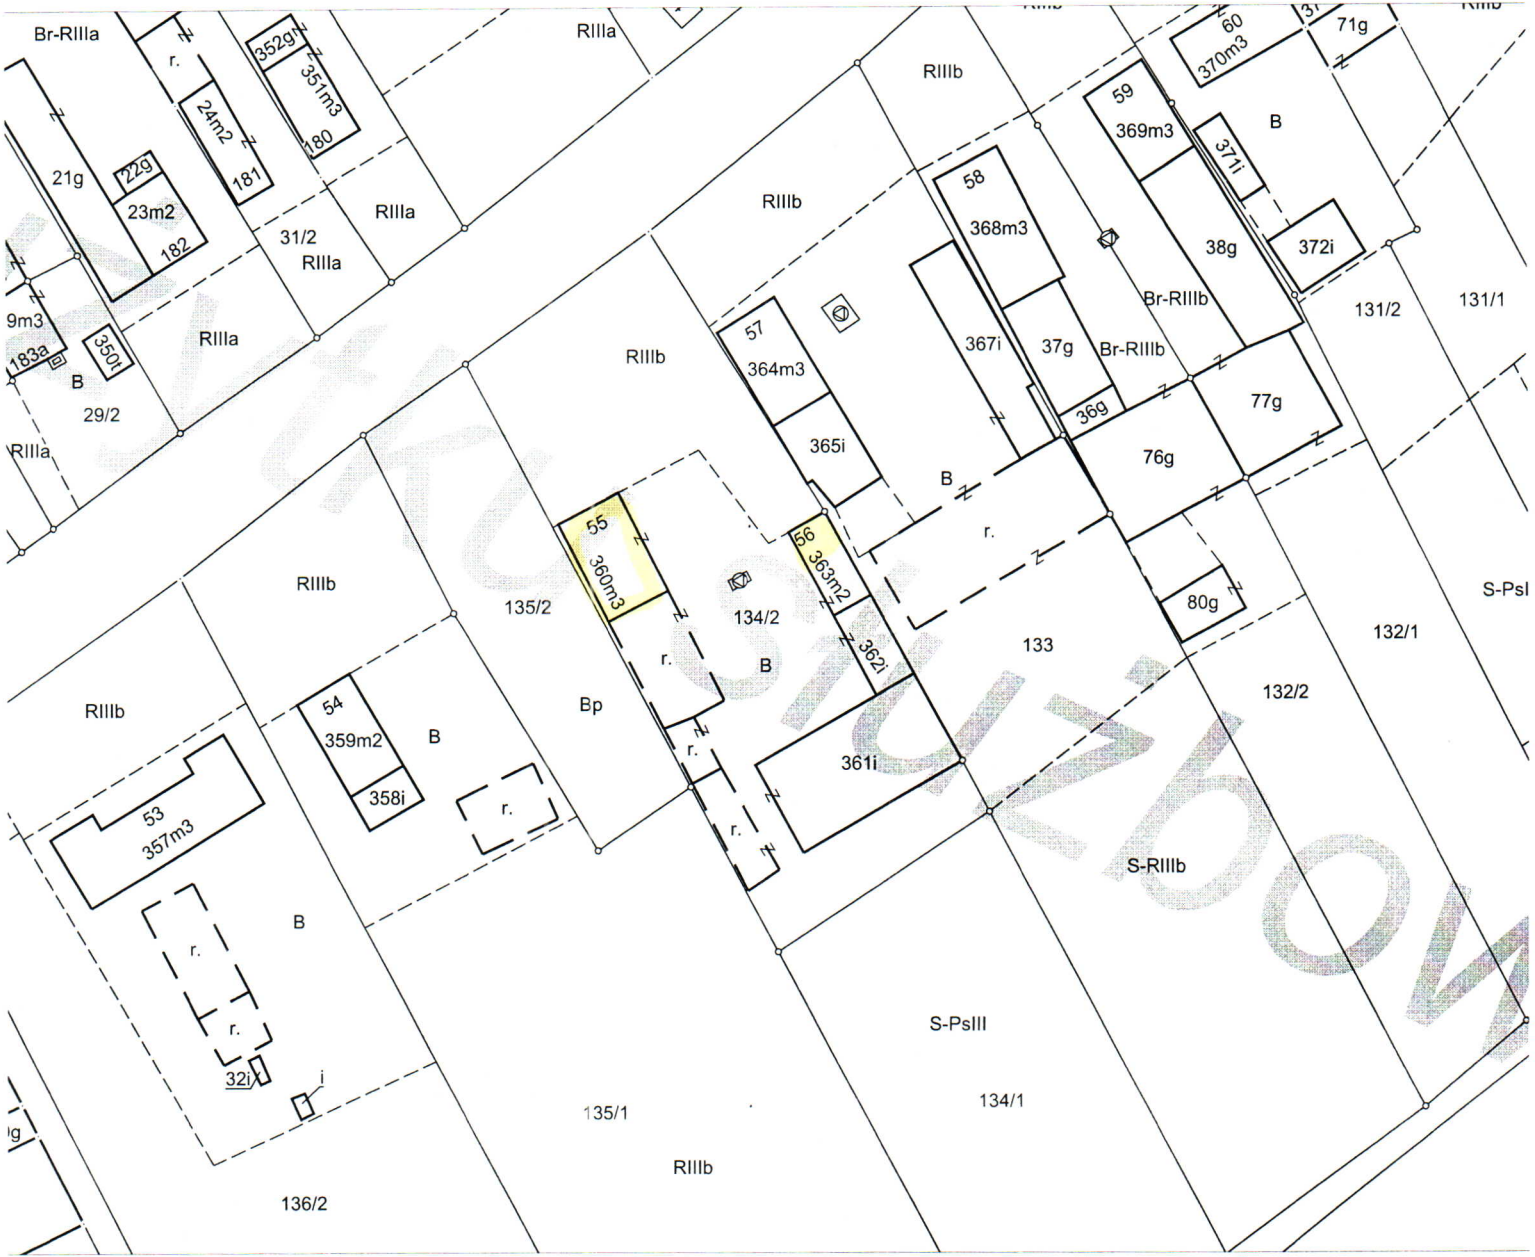 Br-RIIIa
r.
352g
351m3
180
RIIIa
RIIIb
60
370m3
71g
59
369m3
B
24m2
181
21g
22g
23m2
182
371i
58
368m3
RIIIb
RIIIa
31/2
RIIIa
38g
372i
Br-RIIIb
131/2
131/1
9m3
183a
350t
RIIIa
B
29/2
RIIIa
57
364m3
RIIIb
367i
37g
Br-RIIIb
36g
77g
365i
76g
B
r.
55
360m3
56
363m2
RIIIb
135/2
134/2
B
r.
362i
133
80g
S-PsI
132/1
132/2
Bp
RIIIb
54
359m2
B
358i
r.
r.
361i
r.
53
357m3
S-RIIIb
B
r.
r.
32i
i
S-PsIII
134/1
135/1
RIIIb
136/2
użytku służbow